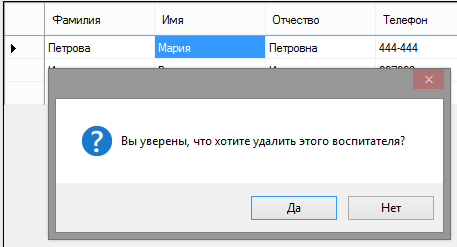 Фамилия Имя Отчество Телефон
Петрова Мария Петровна 444-444
Вы уверены, что хотите удалить этого воспитателя?
Да Нет